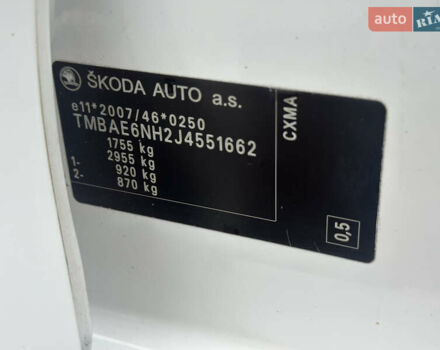 auto RIA
ŠKODA AUTO a.s.
e11*2007/46*0250
TMBAE6NH2J4551662
1755 kg
1- 2955 kg
2- 920 kg
870 kg
CXMA
0,5